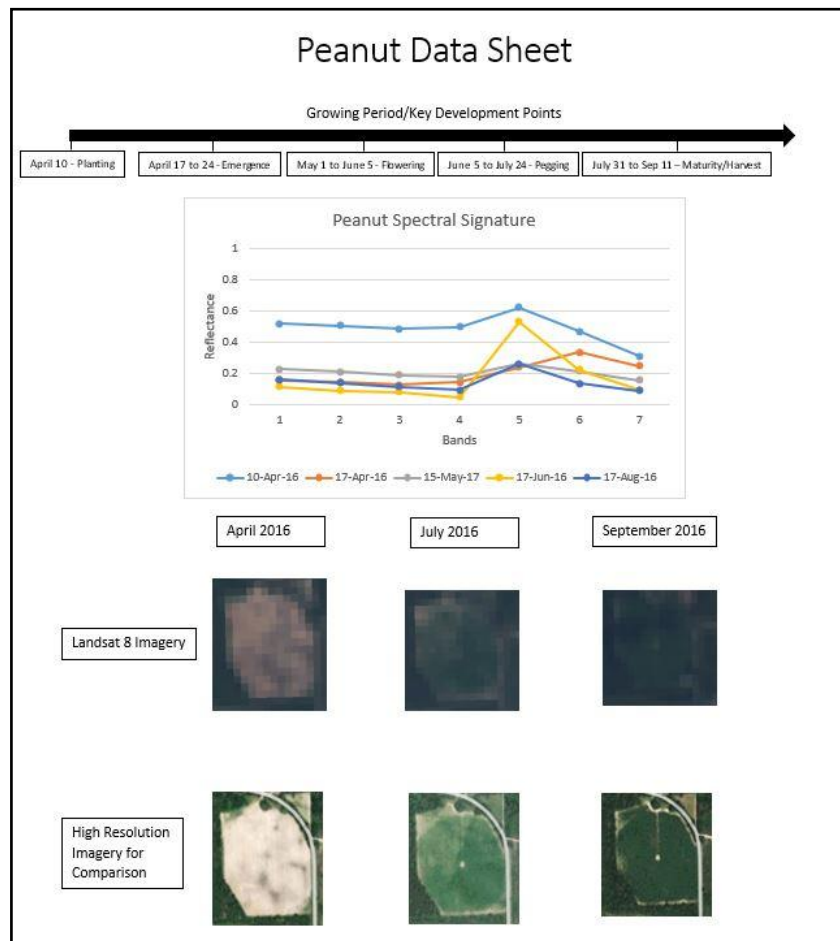 Peanut Data Sheet
Growing Period/Key Development Points
April 10 - Planting
April 17 to 24 - Emergence
May 1 to June 5 - Flowering
June 5 to July 24 - Pegging
July 31 to Sep 11 – Maturity/Harvest
Peanut Spectral Signature
1
0.8
0.6
0.4
0.2
0
Reflectance
1 2 3 4 5 6 7
Bands
10-Apr-16 17-Apr-16 15-May-17 17-Jun-16 17-Aug-16
April 2016
July 2016
September 2016
Landsat 8 Imagery
High Resolution
Imagery for
Comparison